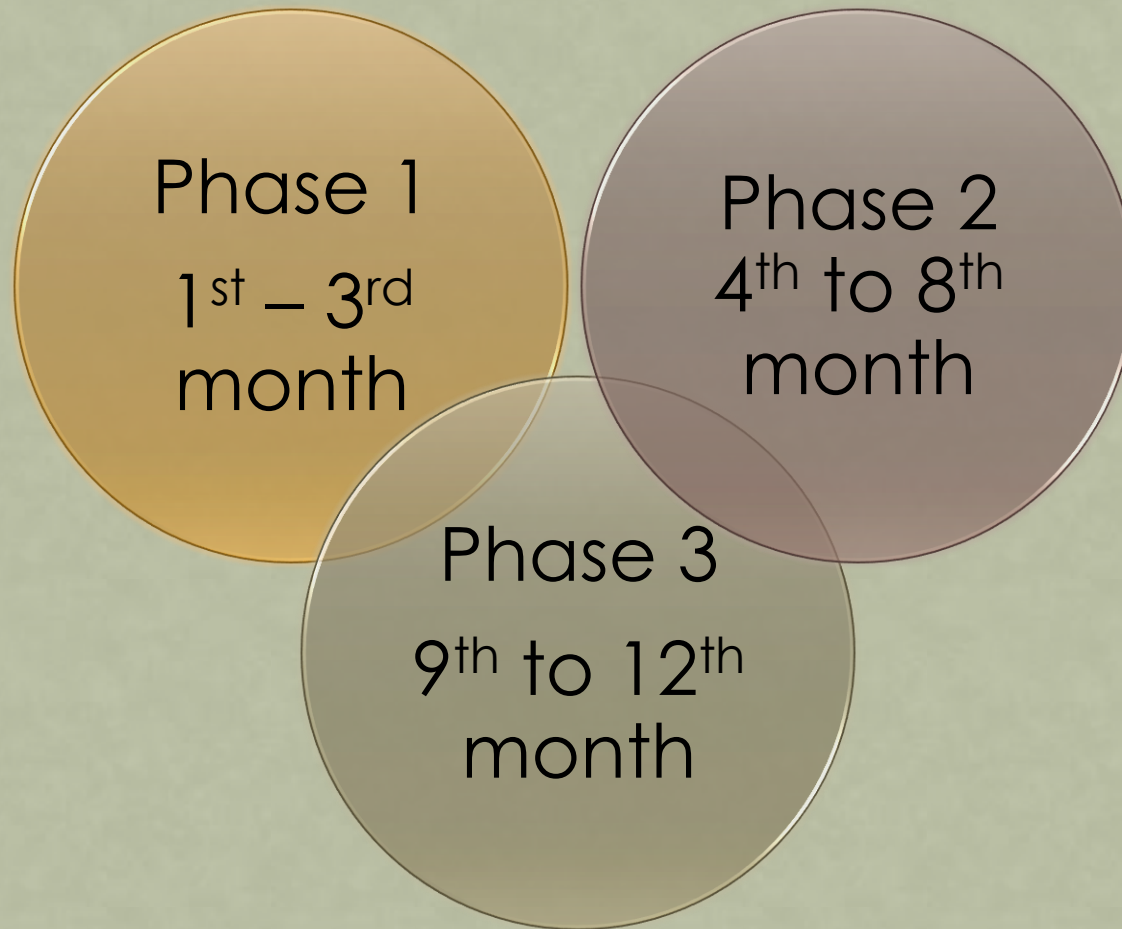 Phase 1
1st – 3rd
month
Phase 2
4th to 8th
month
Phase 3
9th to 12th
month